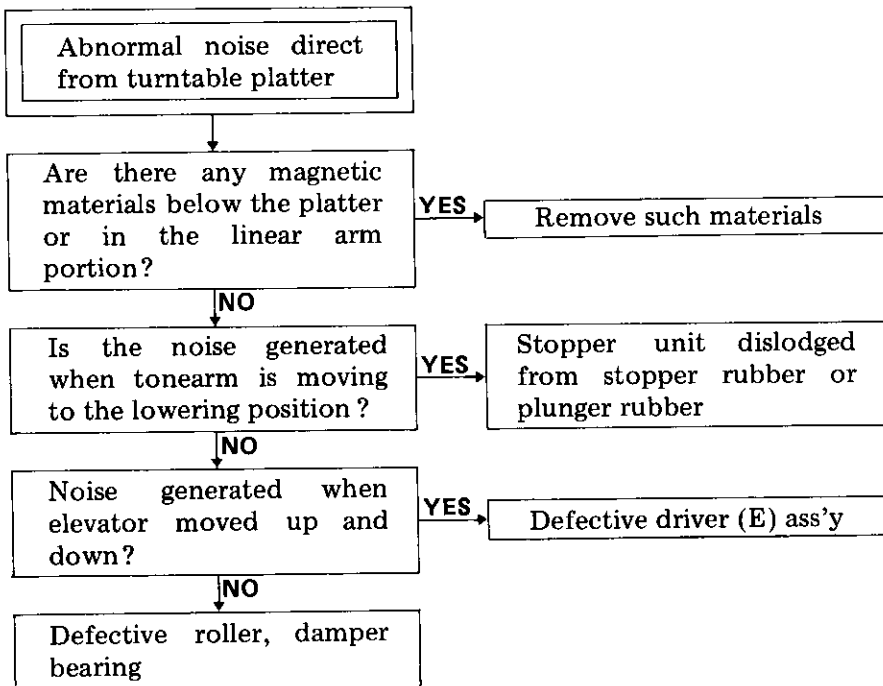 Abnormal noise direct
from turntable platter
Are there any magnetic
materials below the platter
or in the linear arm
portion?
YES
Remove such materials
NO
Is the noise generated
when tonearm is moving
to the lowering position?
YES
Stopper unit dislodged
from stopper rubber or
plunger rubber
NO
Noise generated when
elevator moved up and
down?
YES
Defective driver (E) ass'y
NO
Defective roller, damper
bearing